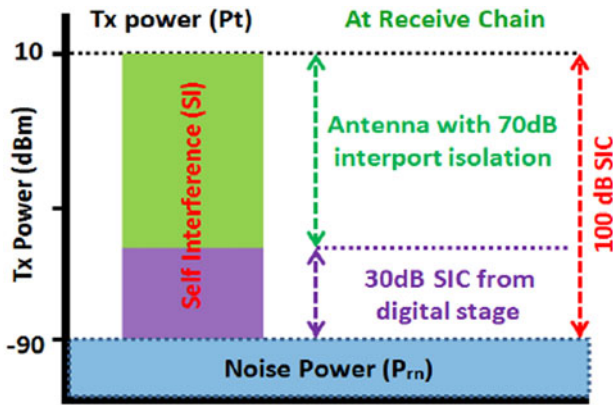 Tx power (Pt)
At Receive Chain
10
Tx Power (dBm)
Self Interference (SI)
Antenna with 70dB
interport isolation
100 dB SIC
30dB SIC from
digital stage
-90
Noise Power (Prn)